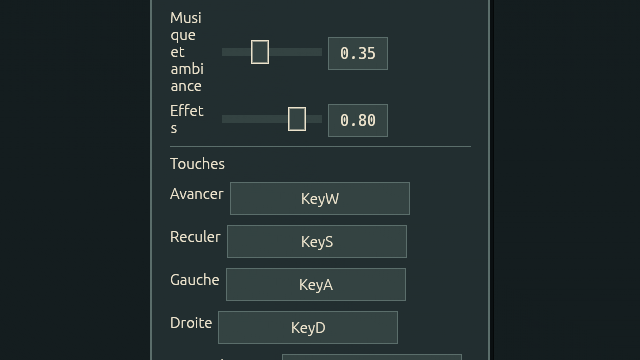 Musi
que
et
ambi
ance
0.35
Effet
s
0.80
Touches
Avancer KeyW
Reculer KeyS
Gauche KeyA
Droite KeyD